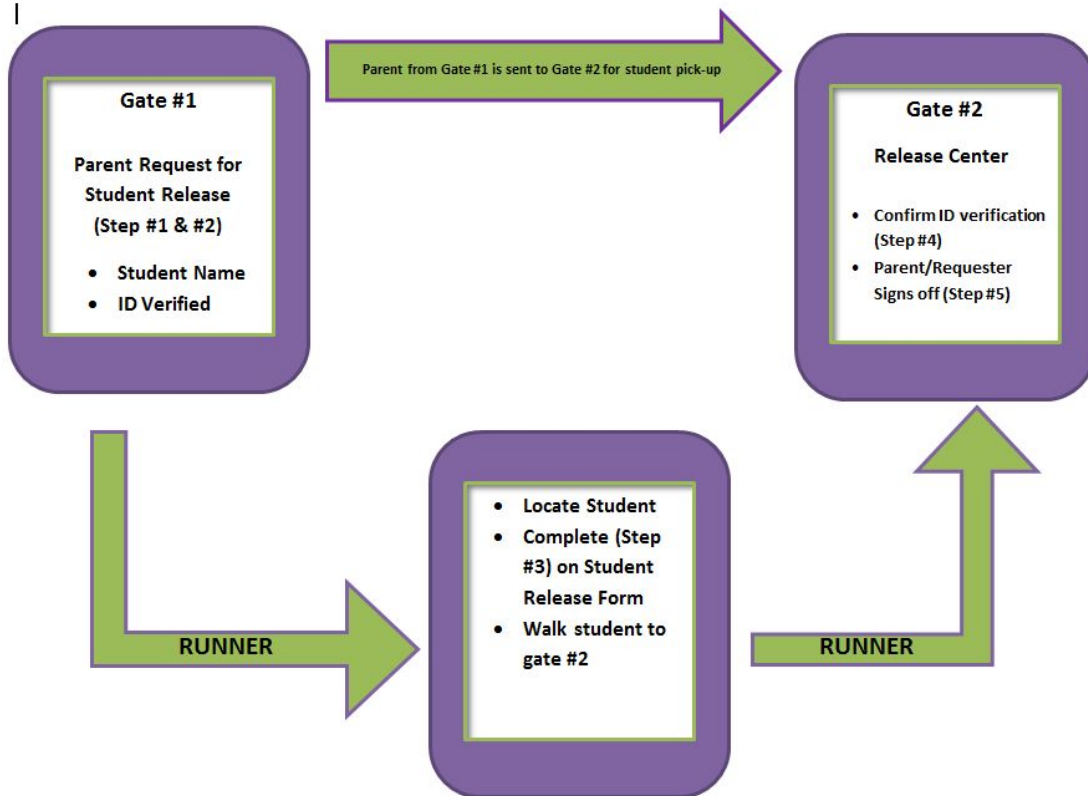 Gate #1
Parent Request for
Student Release
(Step #1 & #2)
• Student Name
• ID Verified
Parent from Gate #1 is sent to Gate #2 for student pick-up
Gate #2
Release Center
• Confirm ID verification
(Step #4)
• Parent/Requester
Signs off (Step #5)
RUNNER
• Locate Student
• Complete (Step
#3) on Student
Release Form
• Walk student to
gate #2
RUNNER